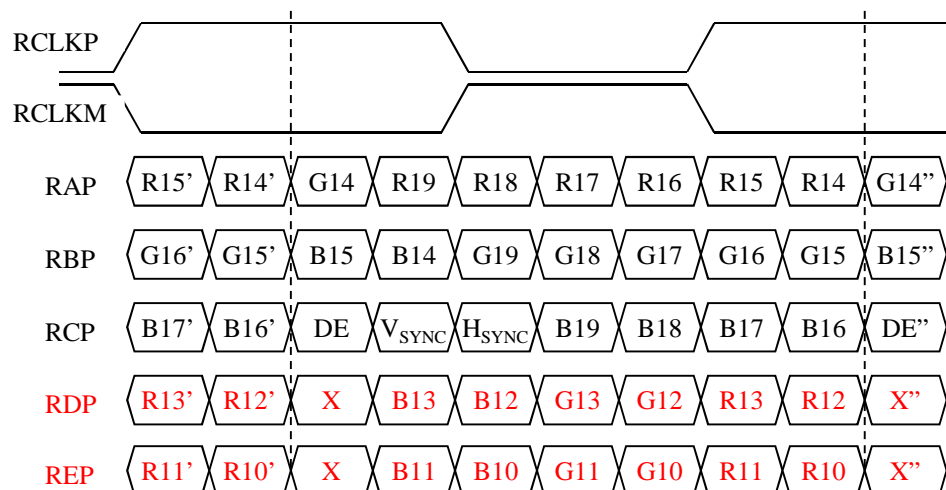 RCLKP
RCLKM
RAP R15’ R14’ G14 R19 R18 R17 R16 R15 R14 G14”
RBP G16’ G15’ B15 B14 G19 G18 G17 G16 G15 B15”
RCP B17’ B16’ DE VSYNC HSYNC B19 B18 B17 B16 DE”
RDP R13’ R12’ X B13 B12 G13 G12 R13 R12 X”
REP R11’ R10’ X B11 B10 G11 G10 R11 R10 X”